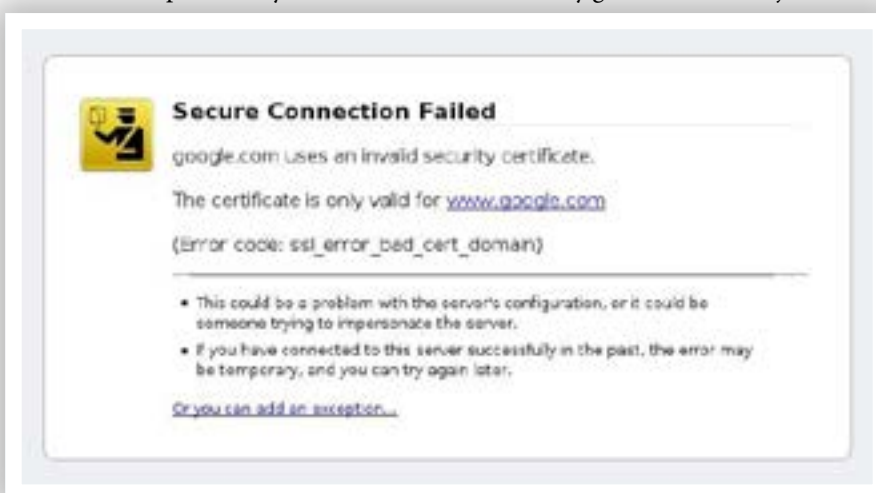 Secure Connection Failed
google.com uses an invalid security certificate.
The certificate is only valid for www.google.com
(Error code: ssl_error_bad_cert_domain)
• This could be a problem with the server's configuration, or it could be
someone trying to impersonate the server.
• If you have connected to this server successfully in the past, the error may
be temporary, and you can try again later.
Or you can add an exception...